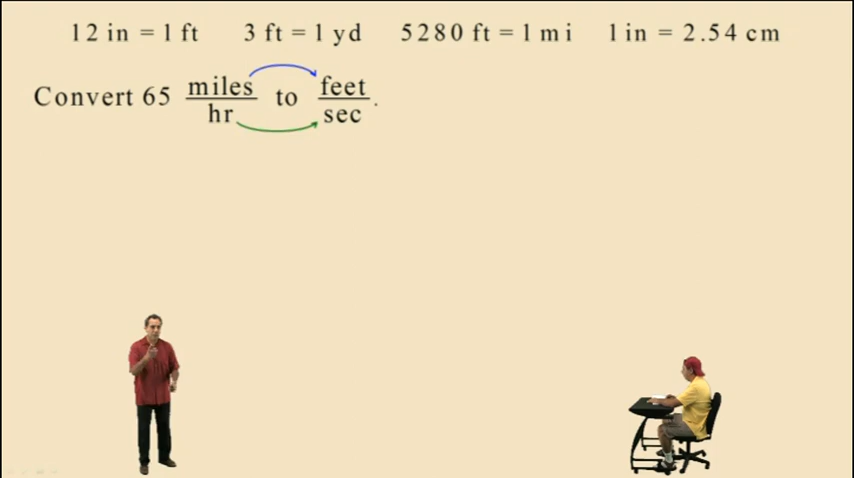 12 in = 1 ft 3 ft = 1 yd 5280 ft = 1 mi 1 in = 2.54 cm
Convert 65 miles/hr to feet/sec.